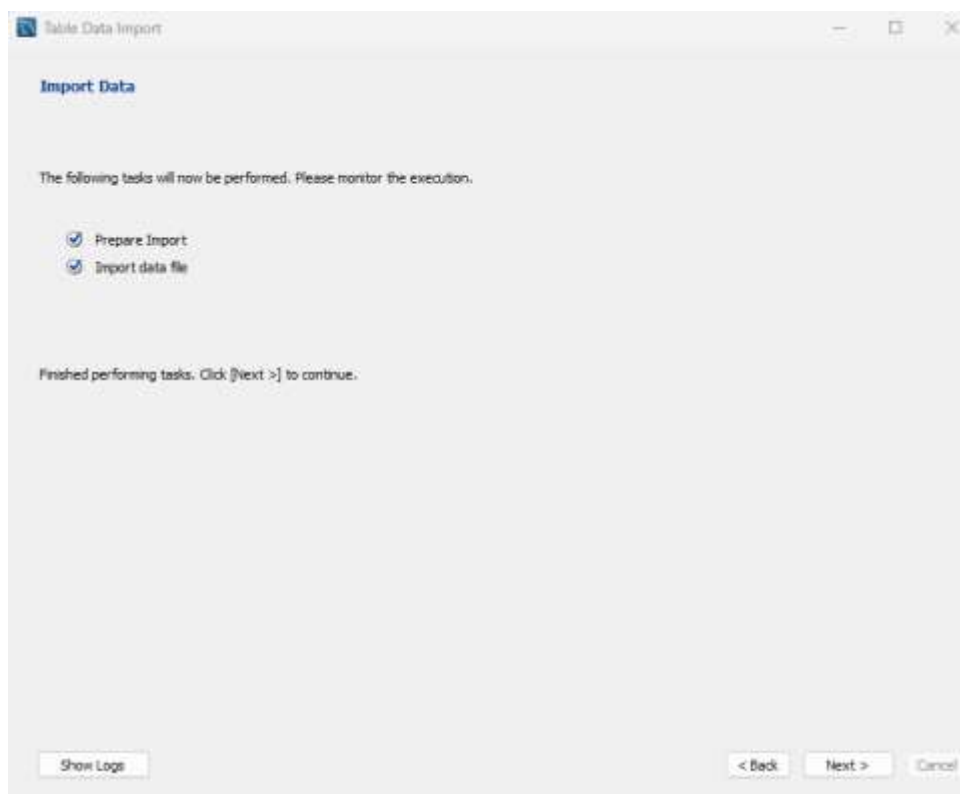 Table Data Import
Import Data
The following tasks will now be performed. Please monitor the execution.
Prepare Import
Import data file
Finished performing tasks. Click [Next >] to continue.
Show Logs
< Back
Next >
Cancel